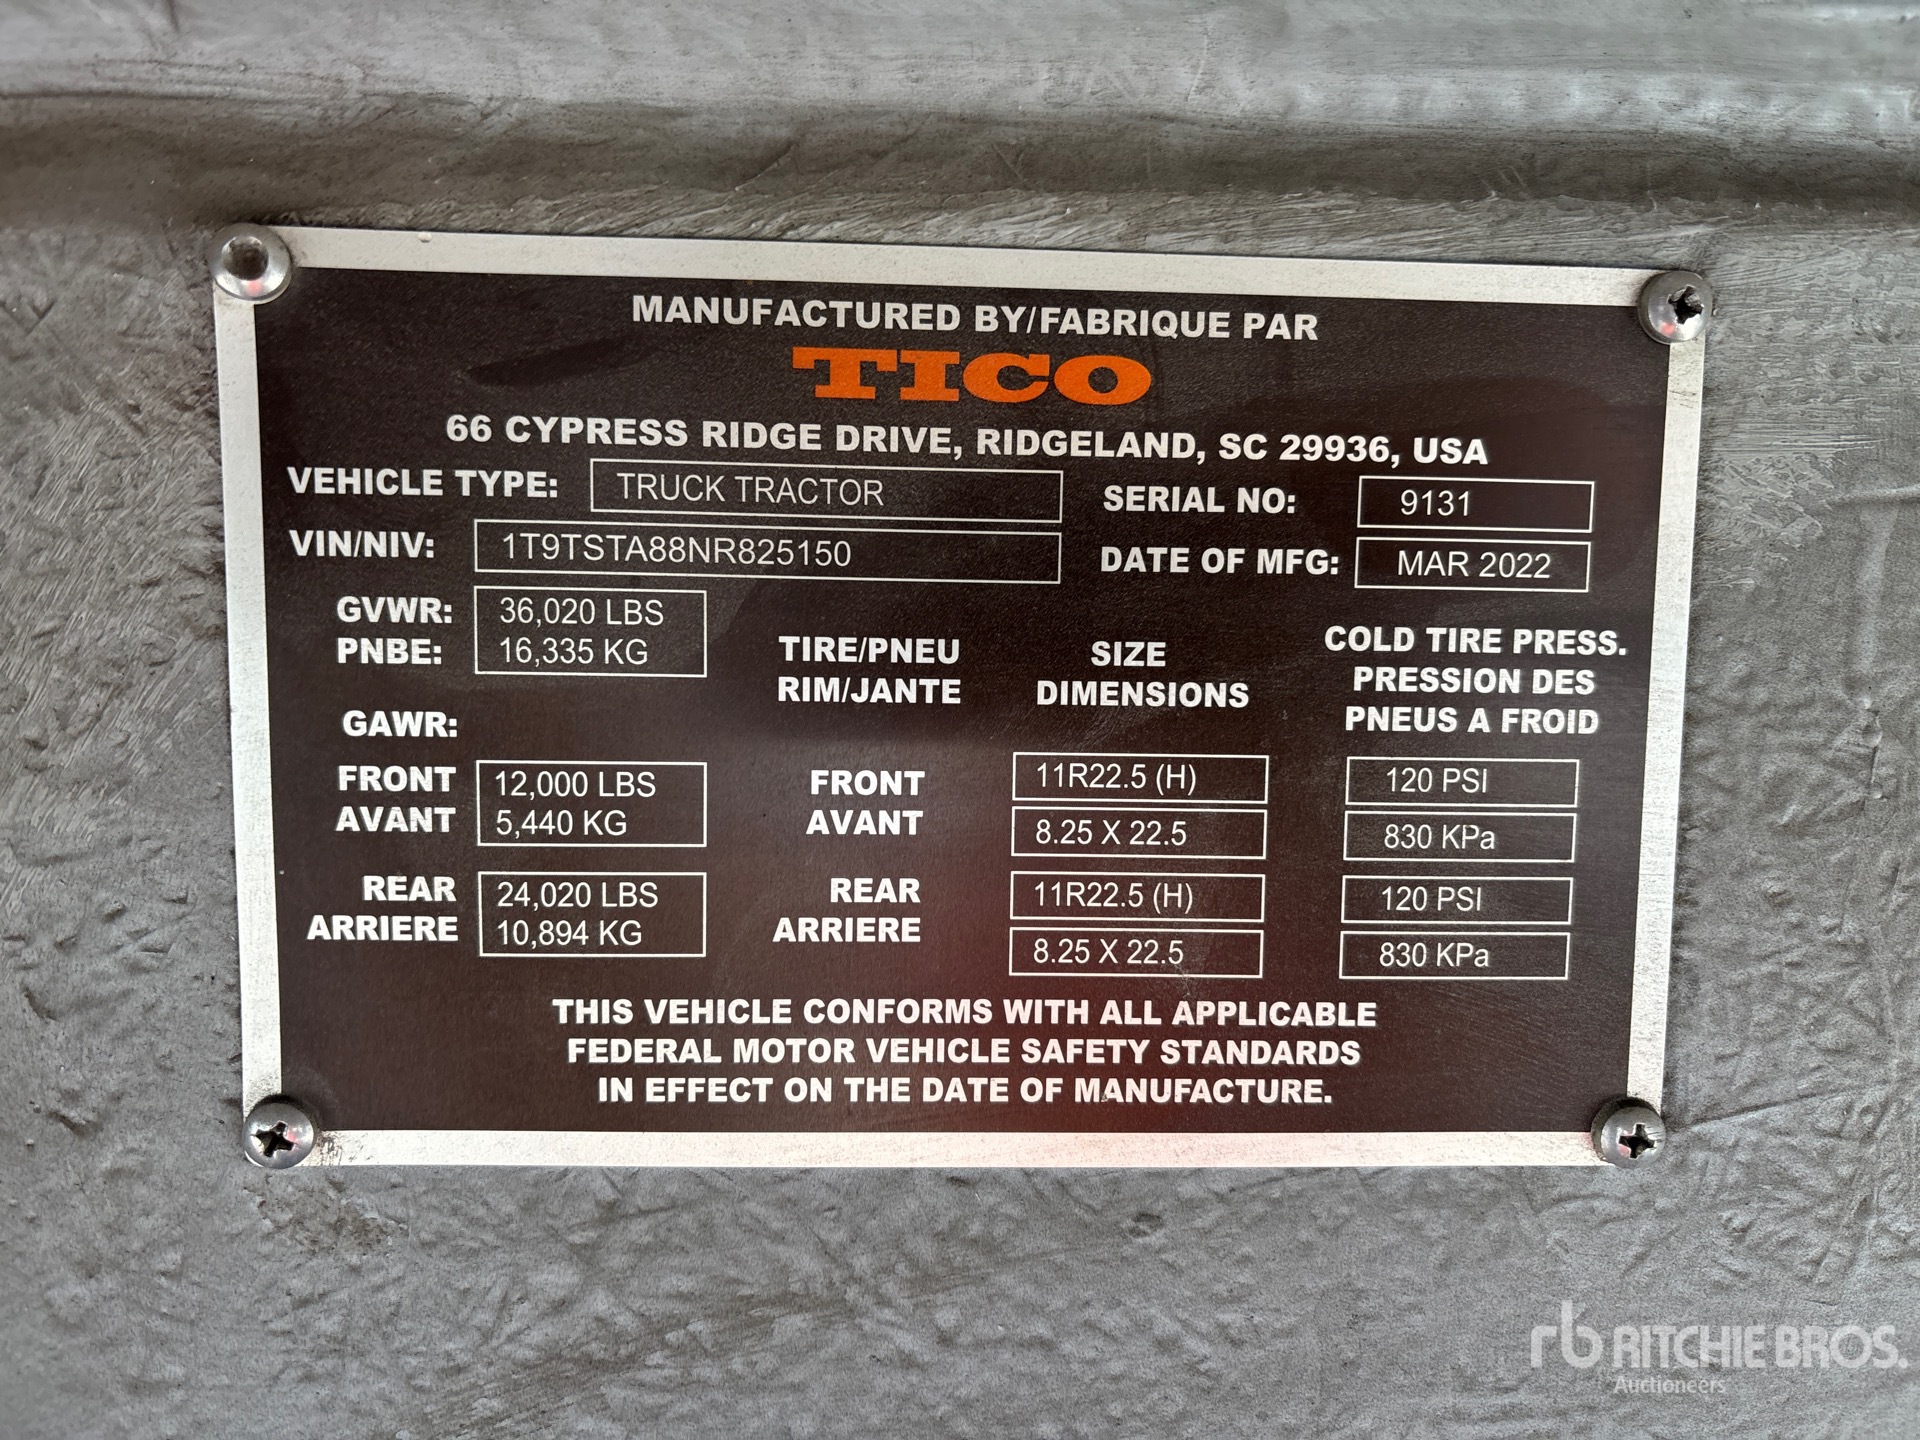 MANUFACTURED BY/FABRIQUE PAR
TICO
66 CYPRESS RIDGE DRIVE, RIDGELAND, SC 29936, USA
VEHICLE TYPE: TRUCK TRACTOR SERIAL NO: 9131
VIN/NIV: 1T9TSTA88NR825150 DATE OF MFG: MAR 2022
GVWR: 36,020 LBS
PNBE: 16,335 KG
TIRE/PNEU
RIM/JANTE
SIZE
DIMENSIONS
COLD TIRE PRESS.
PRESSION DES
PNEUS A FROID
GAWR:
FRONT 12,000 LBS
AVANT 5,440 KG
FRONT 11R22.5 (H) 120 PSI
AVANT 8.25 X 22.5 830 KPa
REAR 24,020 LBS
ARRIERE 10,894 KG
REAR 11R22.5 (H) 120 PSI
ARRIERE 8.25 X 22.5 830 KPa
THIS VEHICLE CONFORMS WITH ALL APPLICABLE
FEDERAL MOTOR VEHICLE SAFETY STANDARDS
IN EFFECT ON THE DATE OF MANUFACTURE.
rb RITCHIE BROS.
Auctioneers